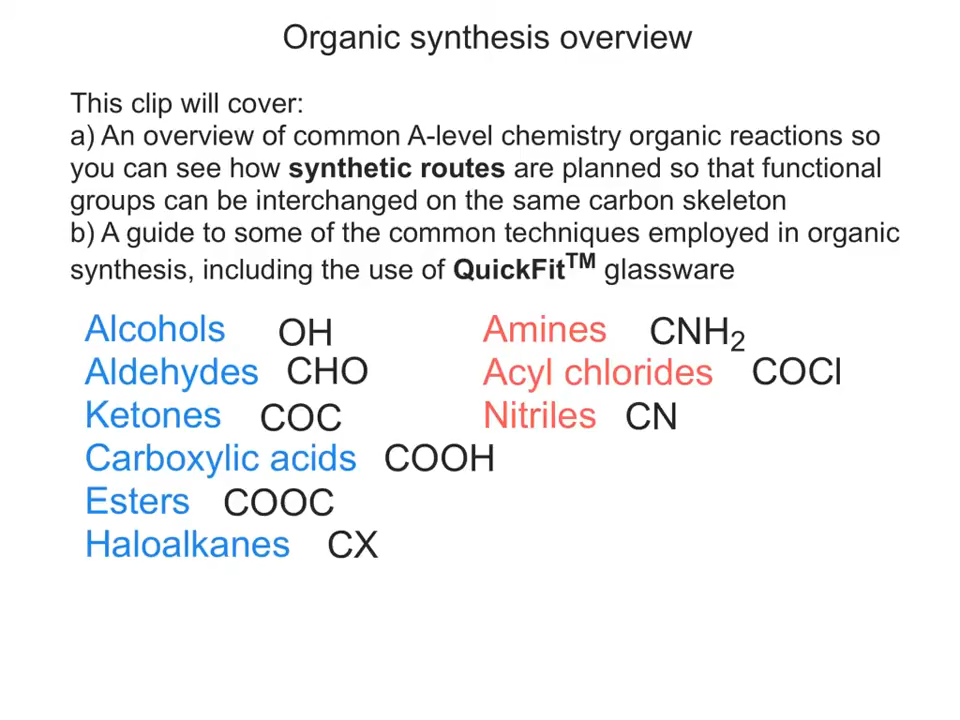 Organic synthesis overview
This clip will cover:
a) An overview of common A-level chemistry organic reactions so
you can see how synthetic routes are planned so that functional
groups can be interchanged on the same carbon skeleton
b) A guide to some of the common techniques employed in organic
synthesis, including the use of QuickFit™ glassware
Alcohols OH
Aldehydes CHO
Ketones COC
Carboxylic acids COOH
Esters COOC
Haloalkanes CX
Amines CNH₂
Acyl chlorides COCl
Nitriles CN